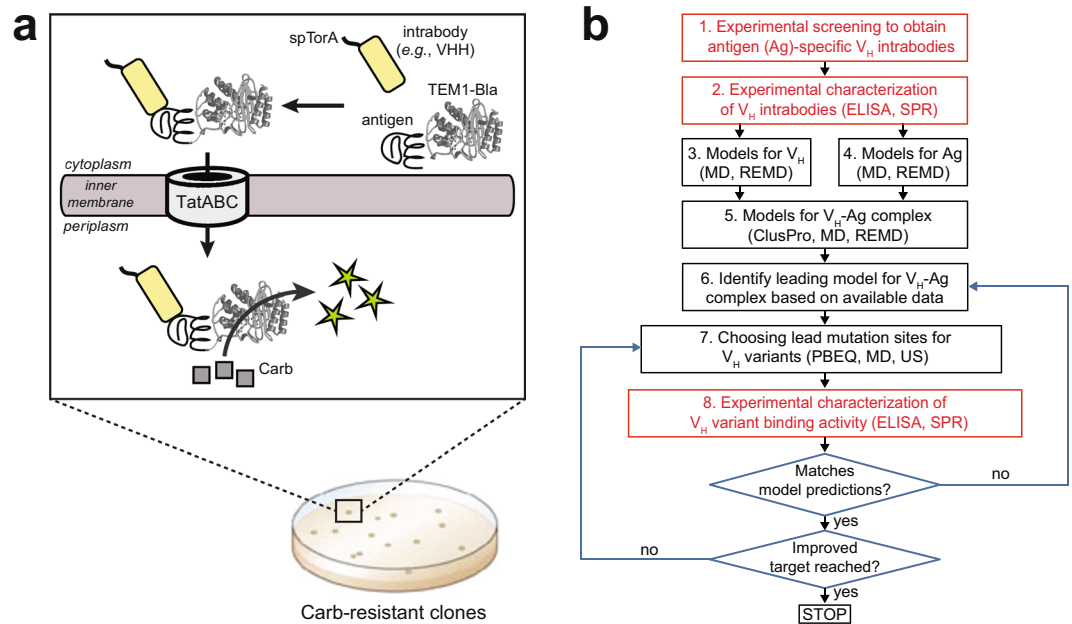 a
spTorA
intrabody
(e.g., VHH)
TEM1-Bla
antigen
cytoplasm
inner
membrane
TatABC
periplasm
Carb
Carb-resistant clones
b
1. Experimental screening to obtain
antigen (Ag)-specific VH intrabodies
2. Experimental characterization
of VH intrabodies (ELISA, SPR)
3. Models for VH
(MD, REMD)
4. Models for Ag
(MD, REMD)
5. Models for VH-Ag complex
(ClusPro, MD, REMD)
6. Identify leading model for VH-Ag
complex based on available data
7. Choosing lead mutation sites for
VH variants (PBEQ, MD, US)
8. Experimental characterization of
VH variant binding activity (ELISA, SPR)
Matches
model predictions?
no
yes
Improved
target reached?
no
yes
STOP